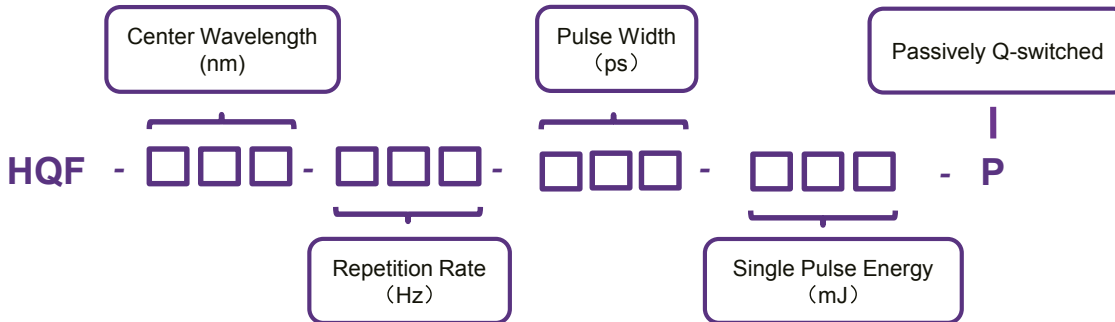 Center Wavelength
(nm)
Pulse Width
（ps）
Passively Q-switched
HQF - □□□ - □□□ - □□□ - □□□ - P
Repetition Rate
（Hz）
Single Pulse Energy
（mJ）